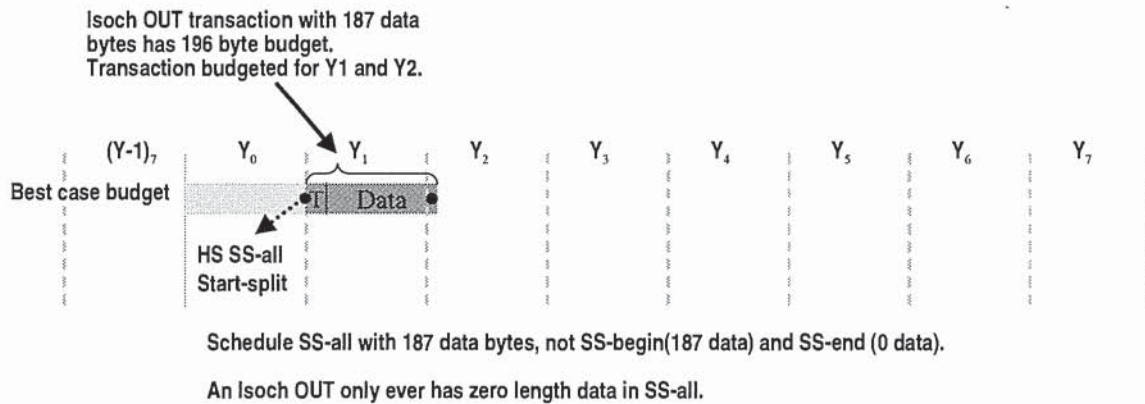 Isoch OUT transaction with 187 data
bytes has 196 byte budget.
Transaction budgeted for Y1 and Y2.
(Y-1)₇ Y₀ Y₁ Y₂ Y₃ Y₄ Y₅ Y₆ Y₇
Best case budget T Data
HS SS-all
Start-split
Schedule SS-all with 187 data bytes, not SS-begin(187 data) and SS-end (0 data).
An Isoch OUT only ever has zero length data in SS-all.